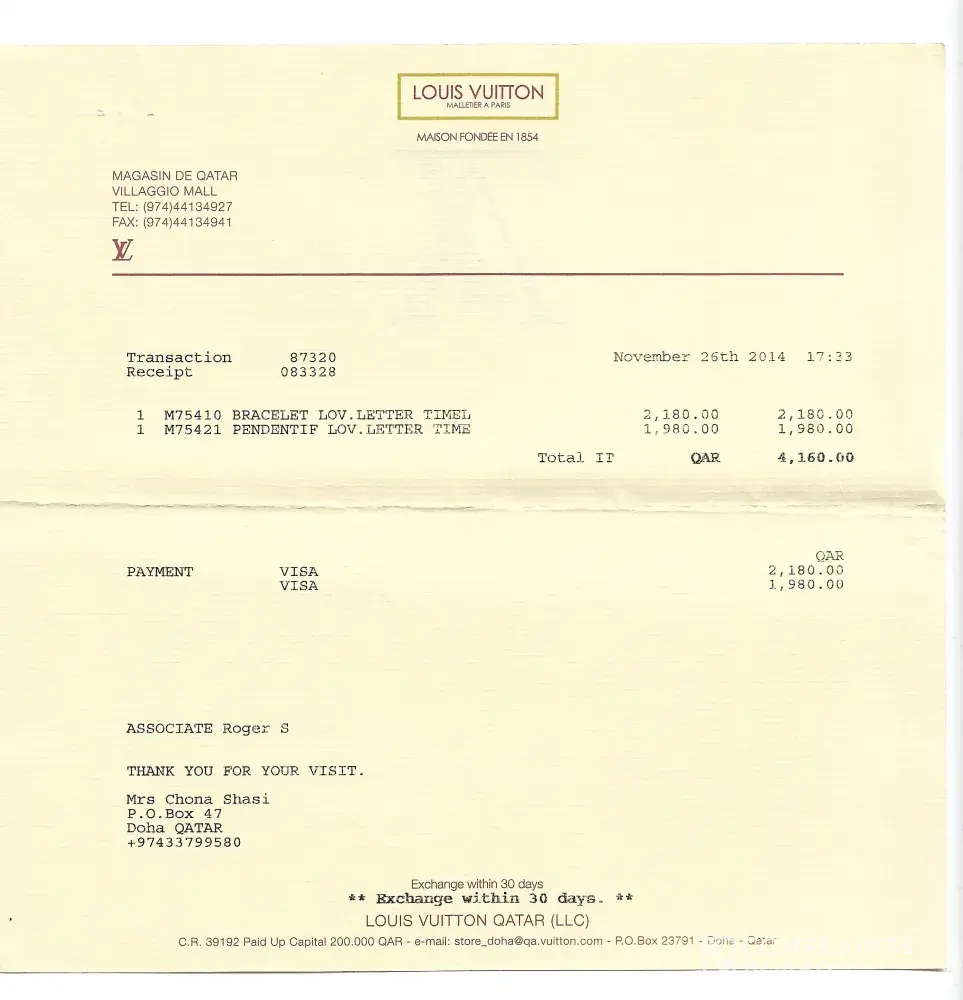 LOUIS VUITTON
MALLETIER A PARIS
MAISON FONDÉE EN 1854
MAGASIN DE QATAR
VILLAGGIO MALL
TEL: (974)44134927
FAX: (974)44134941
LV
Transaction 87320 November 26th 2014 17:33
Receipt 083328
1 M75410 BRACELET LOV.LETTER TIMEL 2,180.00 2,180.00
1 M75421 PENDENTIF LOV.LETTER TIME 1,980.00 1,980.00
Total IT QAR 4,160.00
QAR
PAYMENT VISA 2,180.00
VISA 1,980.00
ASSOCIATE Roger S
THANK YOU FOR YOUR VISIT.
Mrs Chona Shasi
P.O.Box 47
Doha QATAR
+97433799580
Exchange within 30 days
** Exchange within 30 days. **
LOUIS VUITTON QATAR (LLC)
C.R. 39192 Paid Up Capital 200.000 QAR - e-mail: store_doha@qa.vuitton.com - P.O.Box 23791 - Doha - Qatar